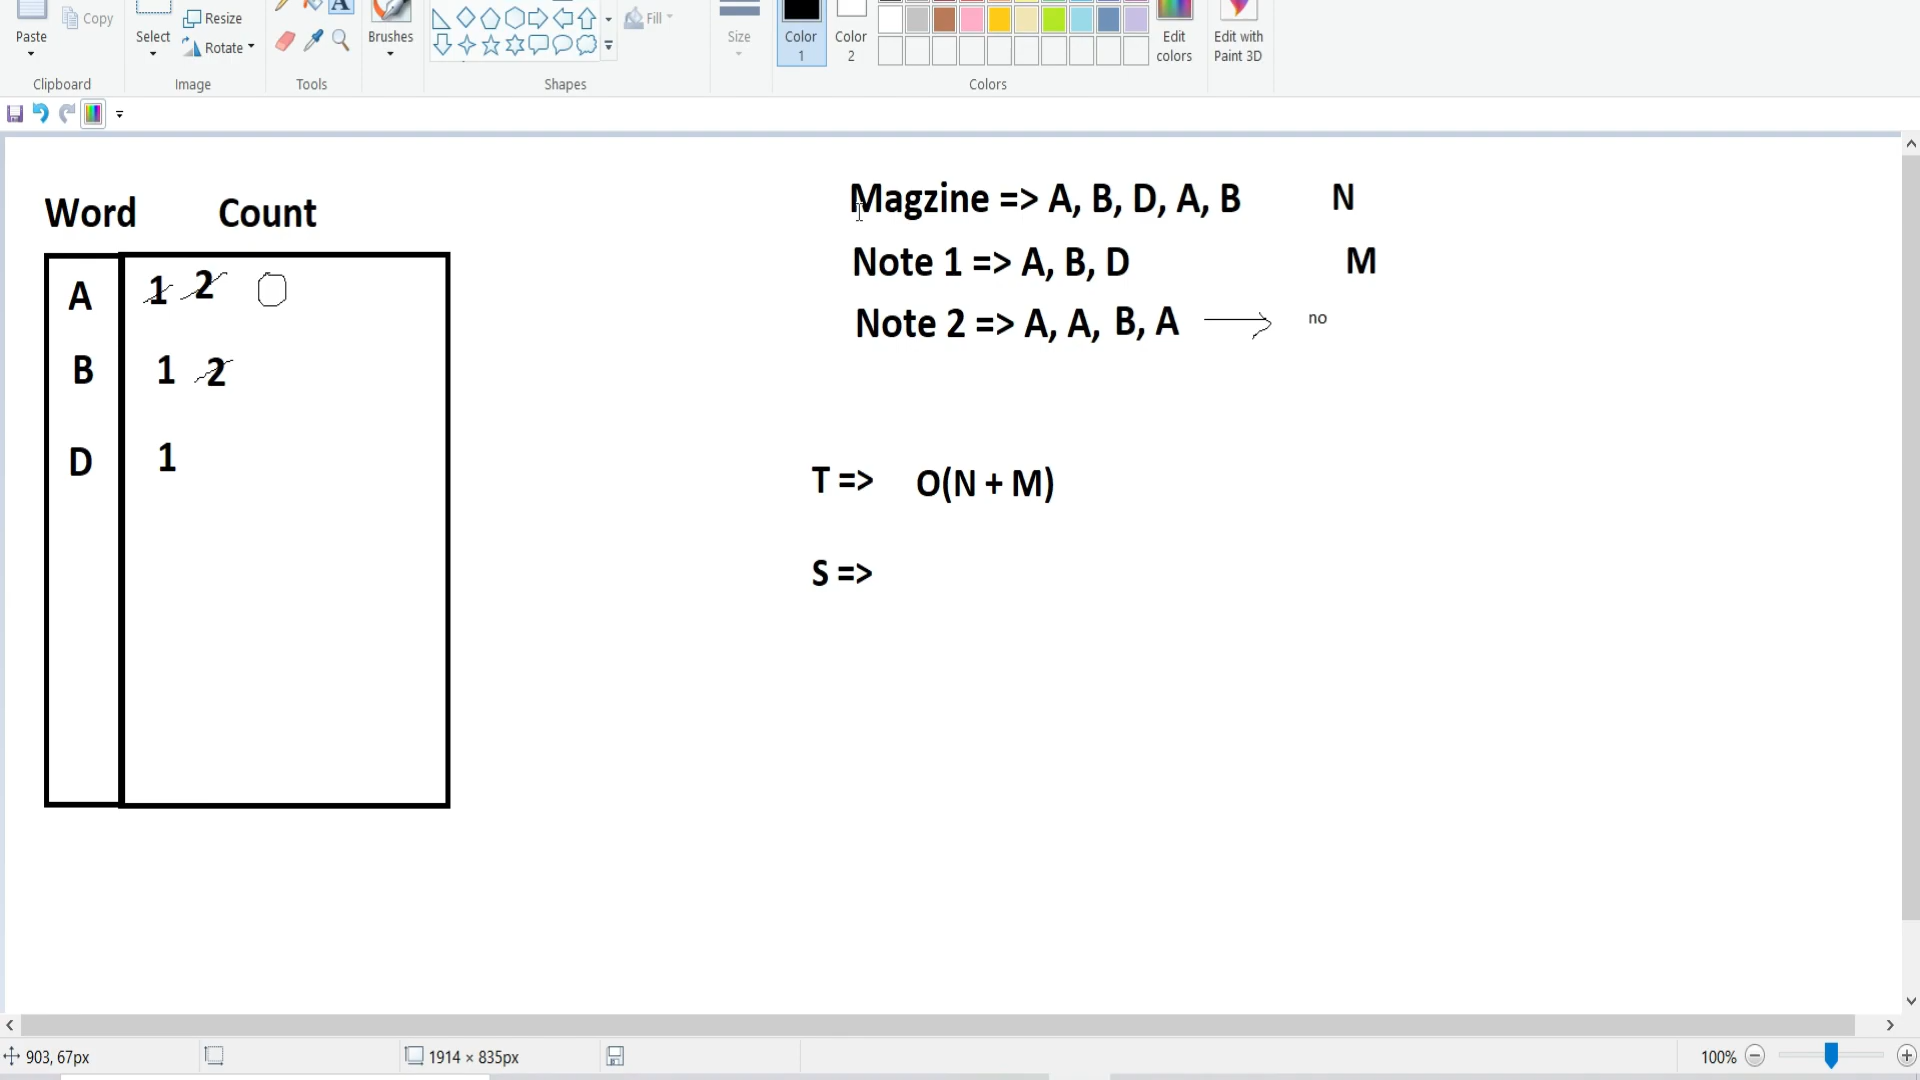 Paste
Copy
Select
Resize
Rotate
Brushes
Fill
Size
Color
1
Color
2
Edit
colors
Edit with
Paint 3D
Clipboard
Image
Tools
Shapes
Colors
Word Count
A 1 2 0
B 1 2
D 1
Magzine => A, B, D, A, B N
Note 1 => A, B, D M
Note 2 => A, A, B, A no
T => O(N + M)
S =>
903, 67px
1914 × 835px
100%